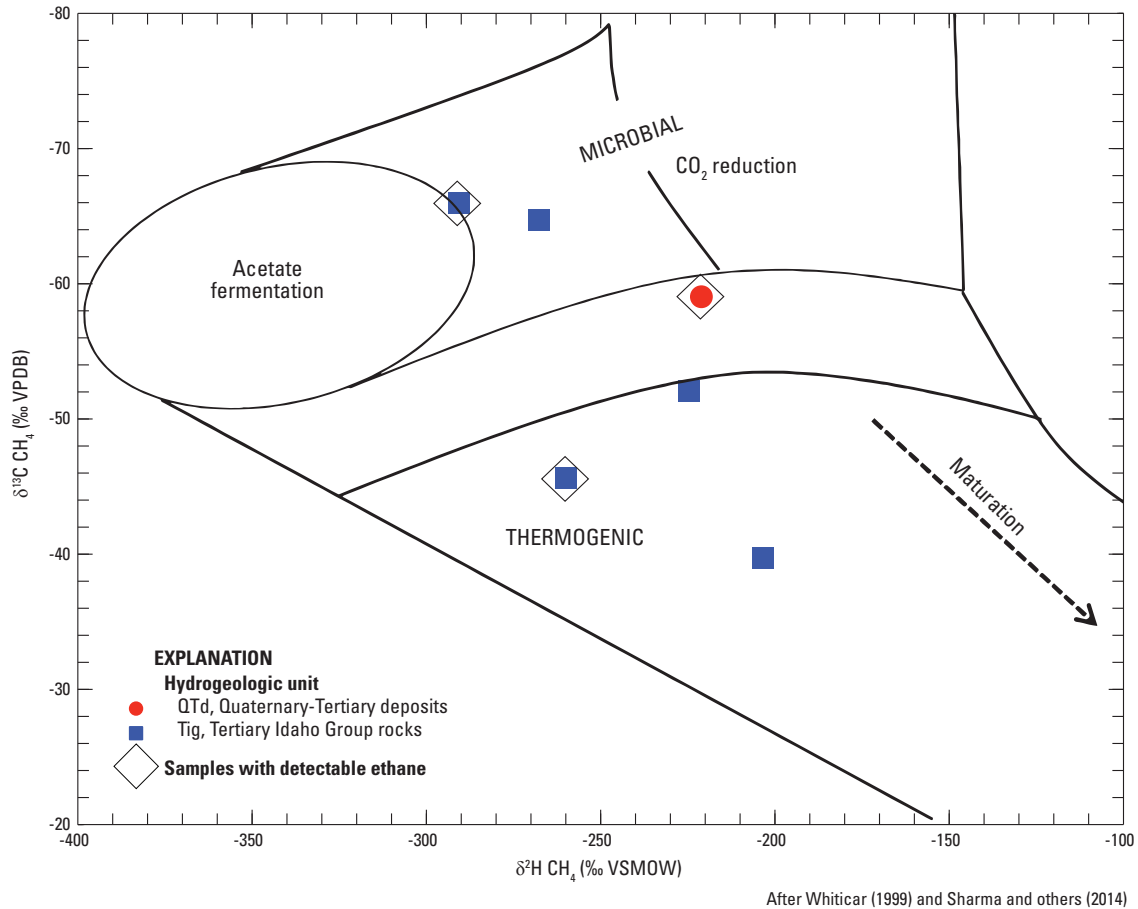 -80
-70
-60
-50
-40
-30
-20
δ¹³C CH₄ (‰ VPDB)
MICROBIAL
CO₂ reduction
Acetate
fermentation
THERMOGENIC
Maturation
EXPLANATION
Hydrogeologic unit
QTd, Quaternary-Tertiary deposits
Tig, Tertiary Idaho Group rocks
Samples with detectable ethane
-400 -350 -300 -250 -200 -150 -100
δ²H CH₄ (‰ VSMOW)
After Whiticar (1999) and Sharma and others (2014)